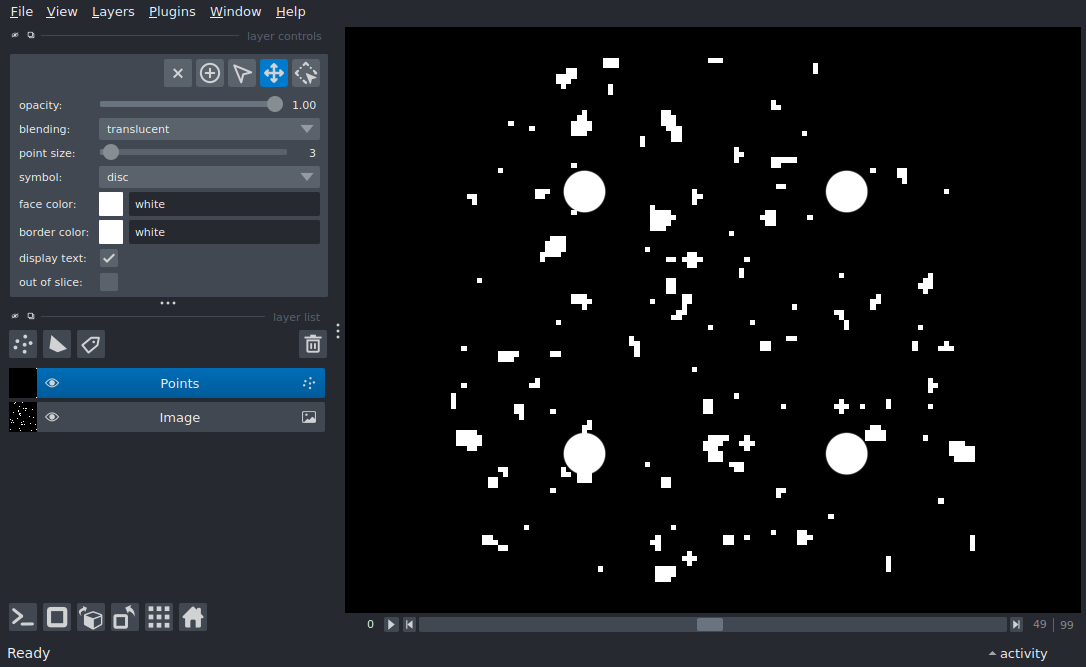 File View Layers Plugins Window Help
layer controls
opacity: 1.00
blending: translucent
point size: 3
symbol: disc
face color: white
border color: white
display text:
out of slice:
layer list
Points
Image
0 49 99
Ready activity